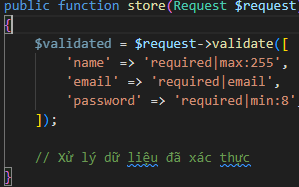 public function store(Request $request
{
$validated = $request->validate([
'name' => 'required|max:255',
'email' => 'required|email',
'password' => 'required|min:8',
]);
// Xử lý dữ liệu đã xác thực
}